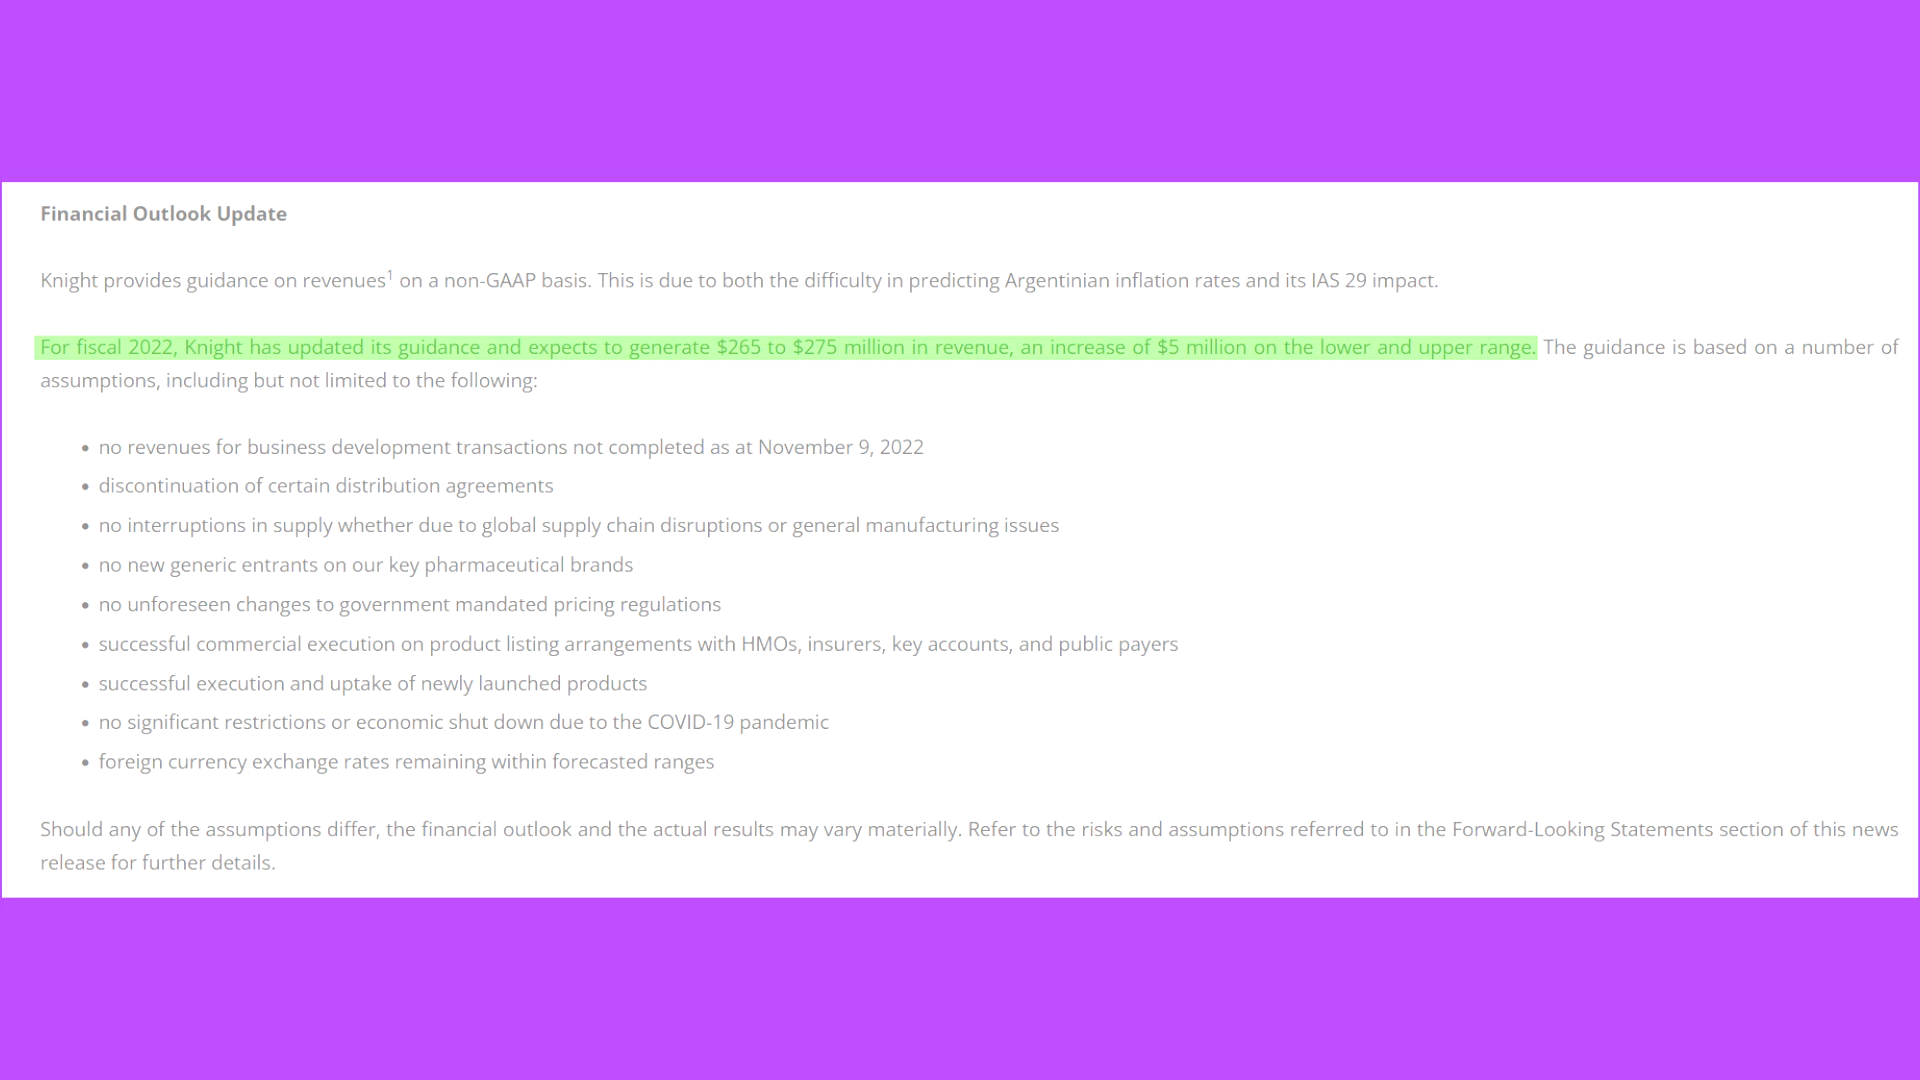 Financial Outlook Update
Knight provides guidance on revenues¹ on a non-GAAP basis. This is due to both the difficulty in predicting Argentinian inflation rates and its IAS 29 impact.
For fiscal 2022, Knight has updated its guidance and expects to generate $265 to $275 million in revenue, an increase of $5 million on the lower and upper range. The guidance is based on a number of
assumptions, including but not limited to the following:
• no revenues for business development transactions not completed as at November 9, 2022
• discontinuation of certain distribution agreements
• no interruptions in supply whether due to global supply chain disruptions or general manufacturing issues
• no new generic entrants on our key pharmaceutical brands
• no unforeseen changes to government mandated pricing regulations
• successful commercial execution on product listing arrangements with HMOs, insurers, key accounts, and public payers
• successful execution and uptake of newly launched products
• no significant restrictions or economic shut down due to the COVID-19 pandemic
• foreign currency exchange rates remaining within forecasted ranges
Should any of the assumptions differ, the financial outlook and the actual results may vary materially. Refer to the risks and assumptions referred to in the Forward-Looking Statements section of this news
release for further details.